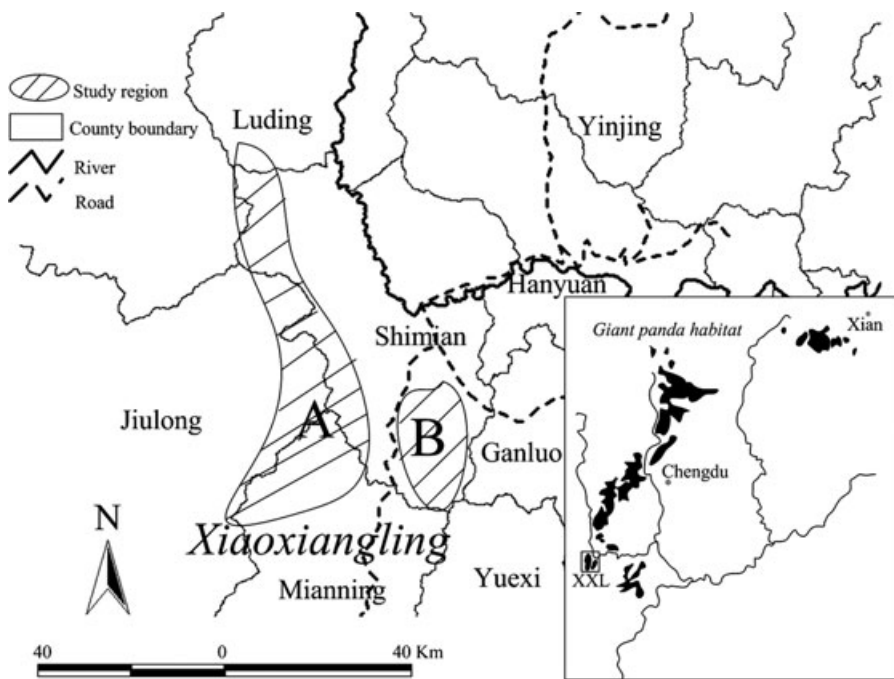 Study region
County boundary
River
Road
Luding
Yinjing
Hanyuan
Shimian
Jiulong
A
B
Ganluo
N
Xiaoxiangling
Mianning
Yuexi
40
0
40 Km
Giant panda habitat
Xian
Chengdu
XXL